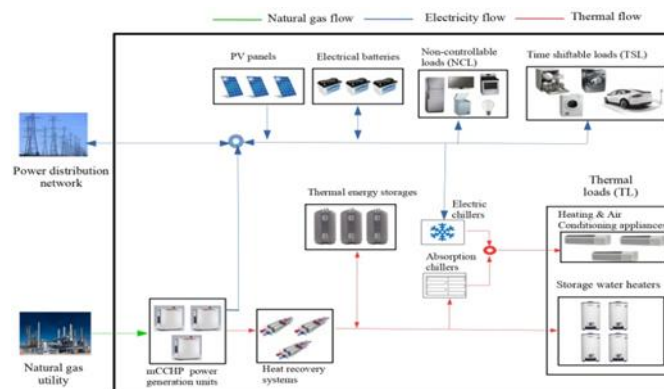 Natural gas flow
Electricity flow
Thermal flow
PV panels
Electrical batteries
Non-controllable
loads (NCL)
Time shiftable loads (TSL)
Power distribution
network
Thermal energy storages
Electric
chillers
Absorption
chillers
Thermal
loads (TL)
Heating & Air
Conditioning appliances
Storage water heaters
Natural gas
utility
mCCHP power
generation units
Heat recovery
systems